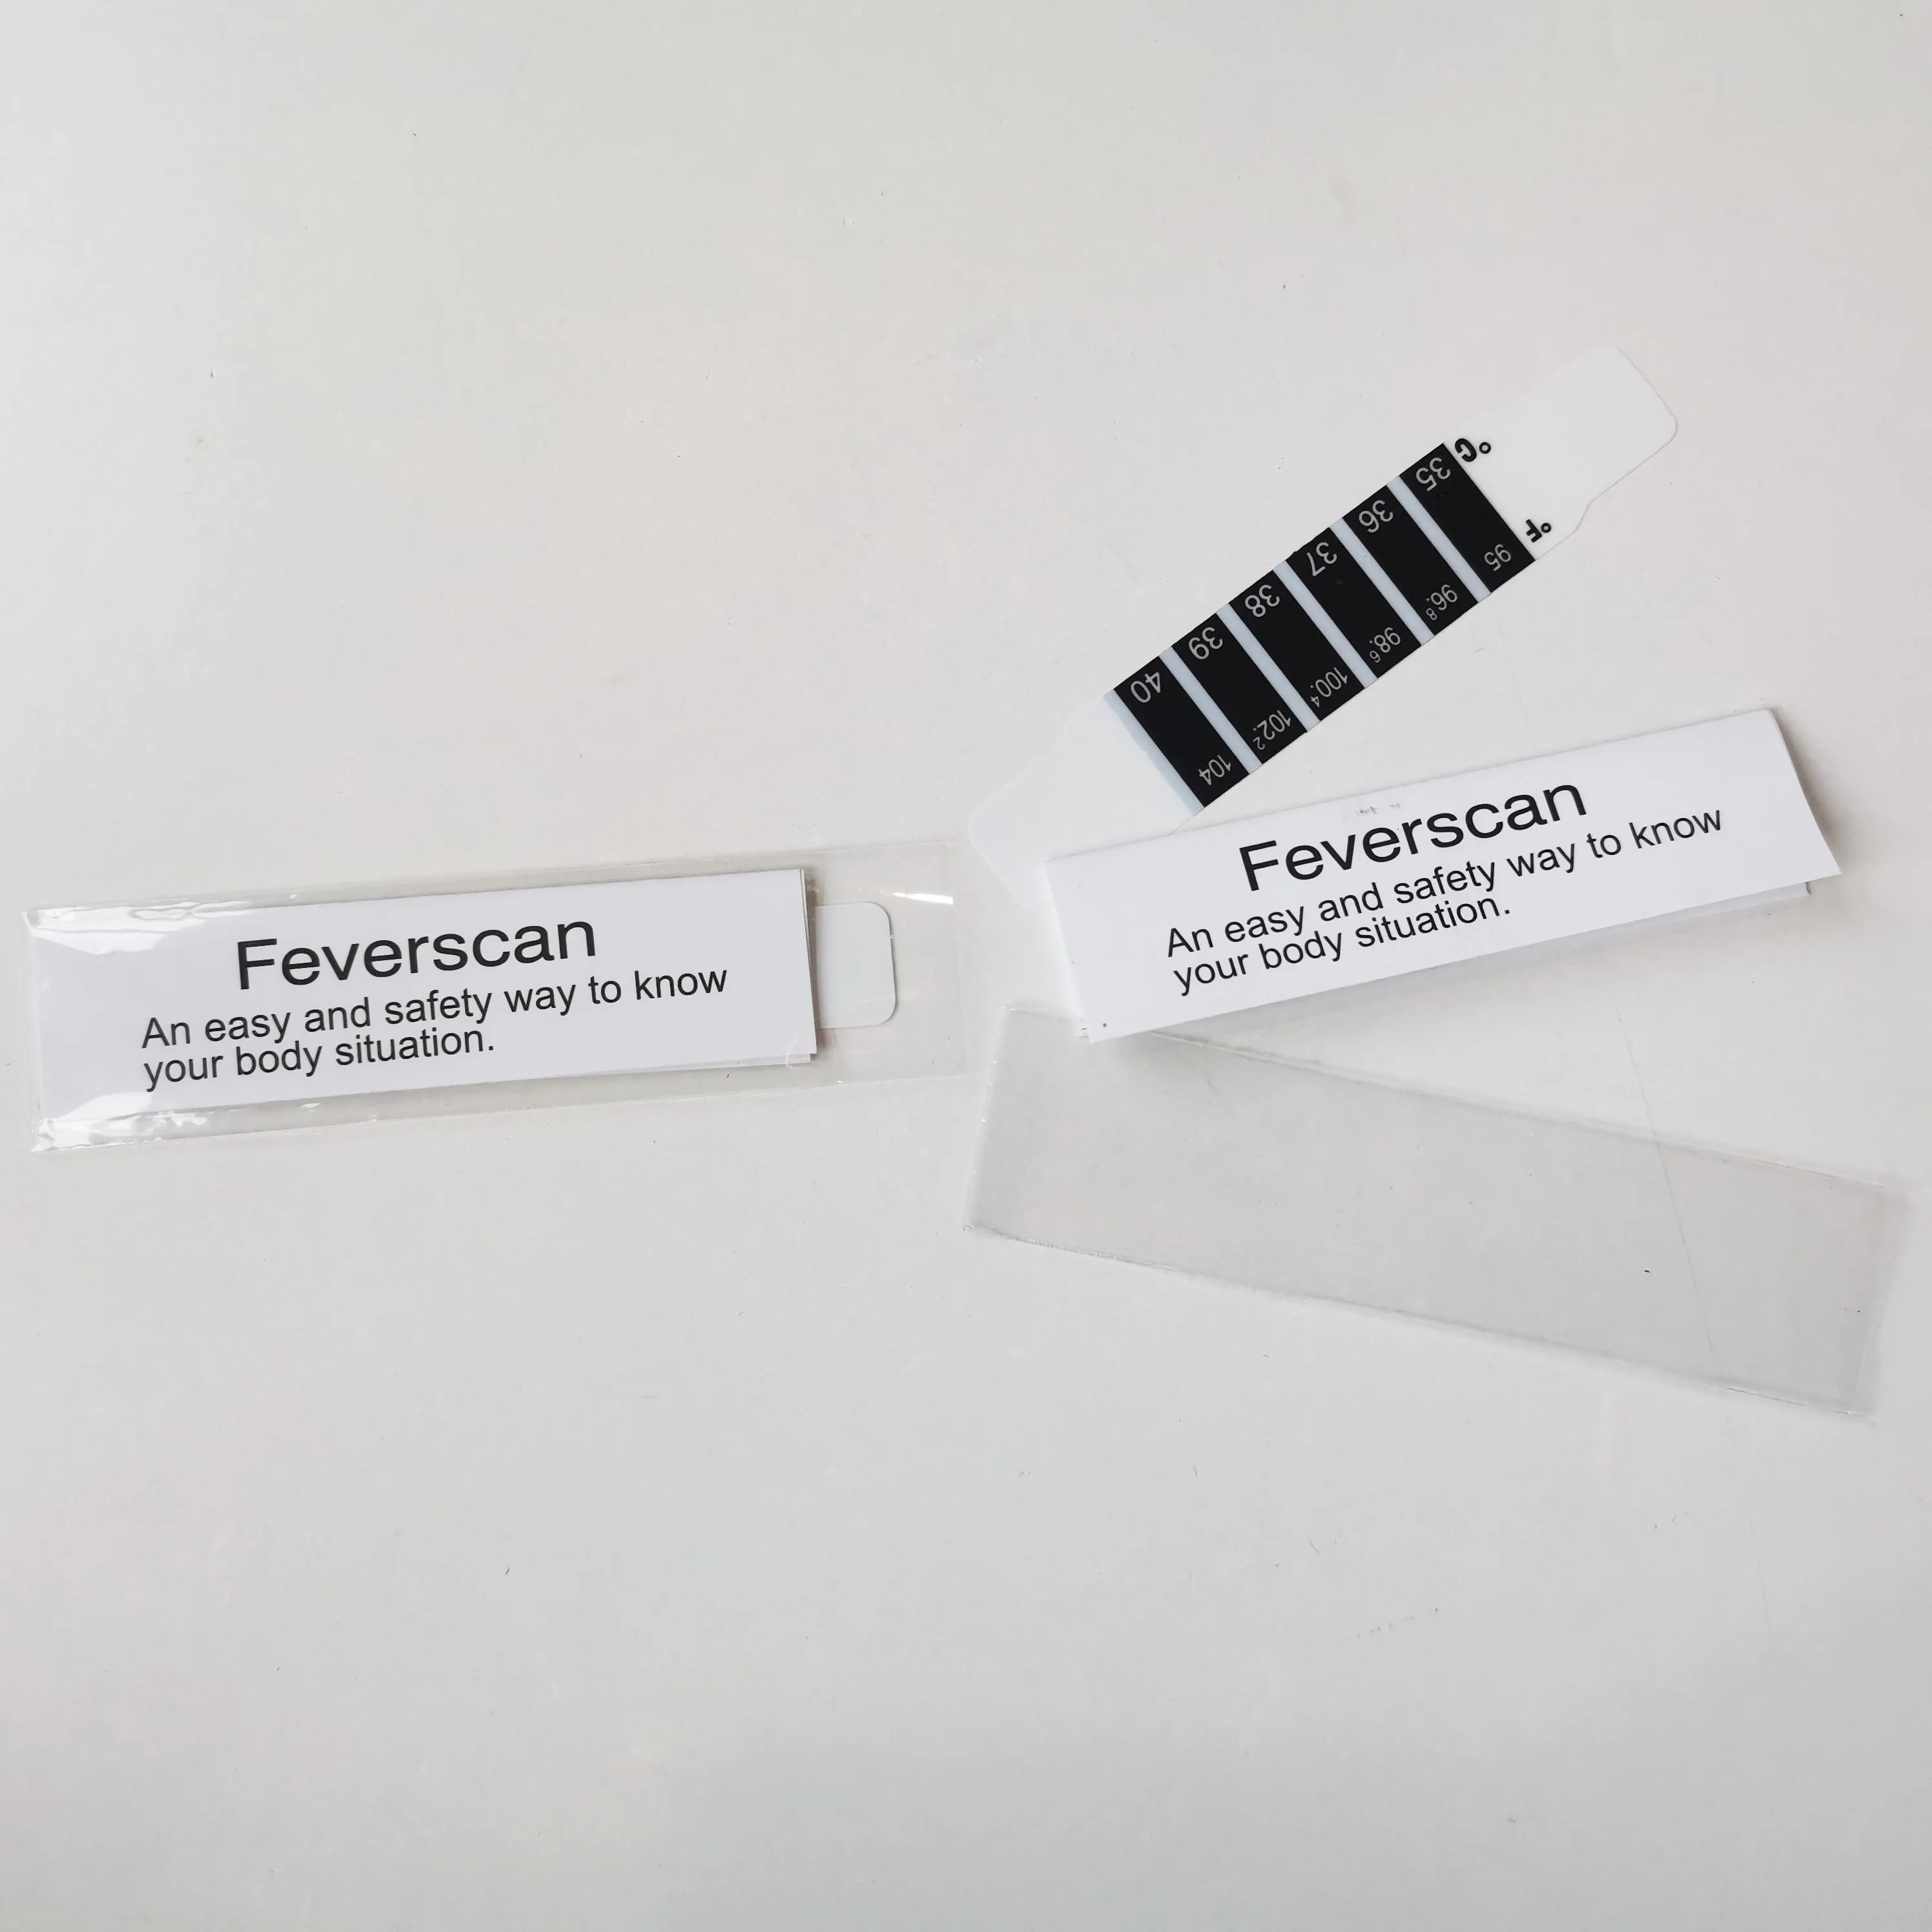 Feverscan
An easy and safety way to know
your body situation.
°C 35 36 37 38 39 40
°F 95 96.8 98.6 100.4 102.2 104
Feverscan
An easy and safety way to know
your body situation.